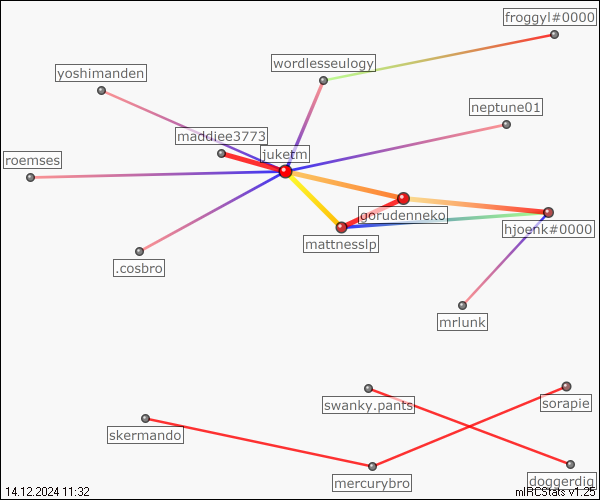 froggyl#0000
wordlesseulogy
yoshimanden
neptune01
maddiee3773
juketm
roemses
gorudenneko
hjoerik#0000
mattnesslp
.cosbro
mrlunk
swanky.pants
sorapie
skermando
mercurybro
doggerdig
14.12.2024 11:32
mIRCStats v1.25